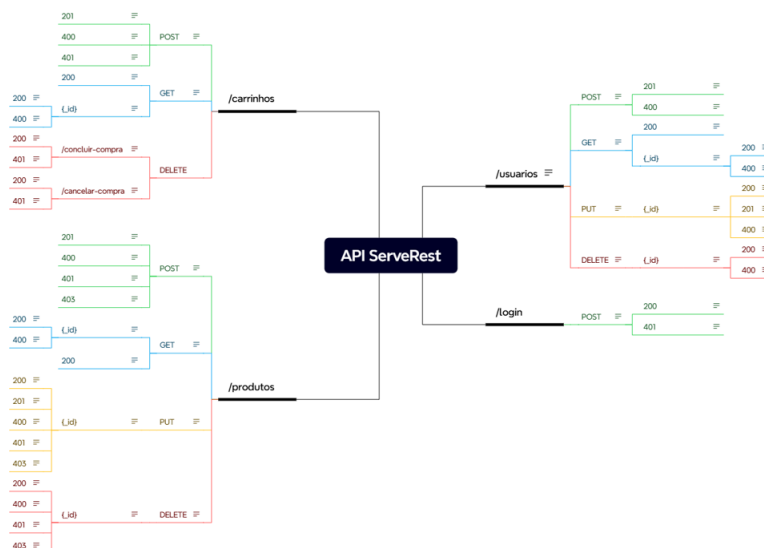 API ServeRest
/carrinhos
POST
201
400
401
GET
200
{_id}
200
400
DELETE
/concluir-compra
200
401
/cancelar-compra
200
401
/produtos
POST
201
400
401
403
GET
{_id}
200
400
200
PUT
{_id}
200
201
400
401
403
DELETE
{_id}
200
400
401
403
/usuarios
POST
201
400
GET
200
{_id}
200
400
PUT
{_id}
200
201
400
DELETE
{_id}
200
400
/login
POST
200
401